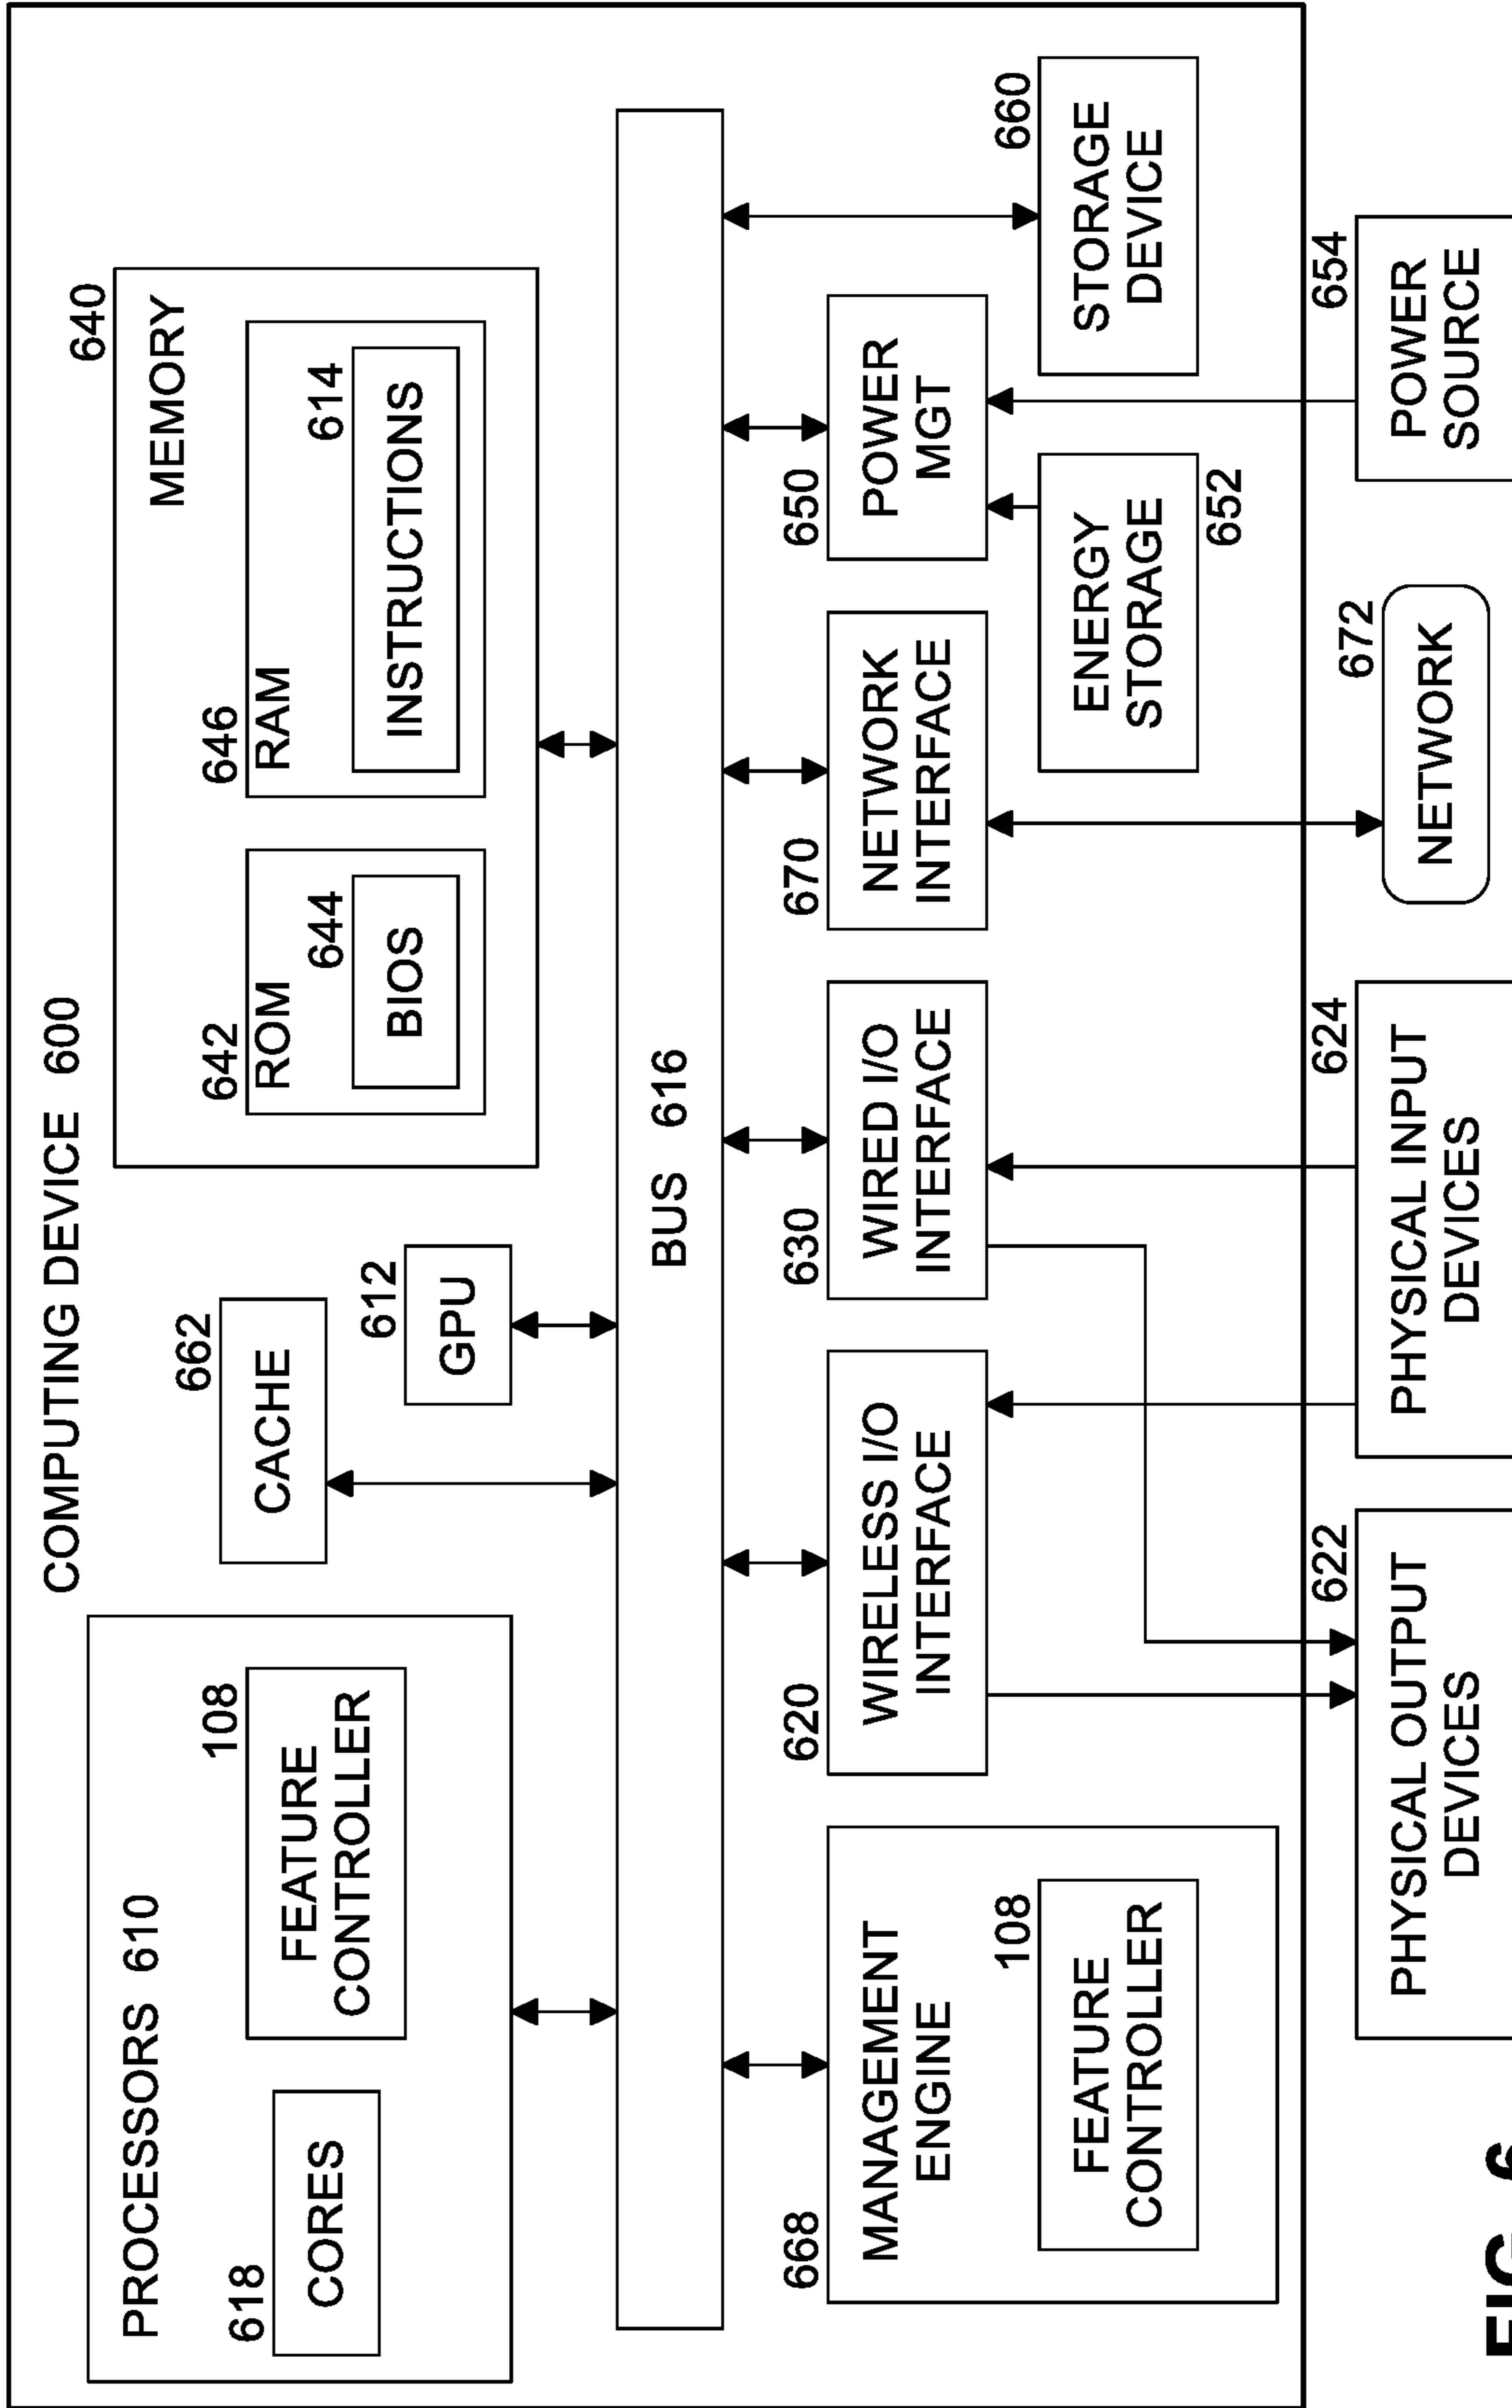 COMPUTING DEVICE 600
PROCESSORS 610
618
CORES
108
FEATURE
CONTROLLER
662
CACHE
612
GPU
640
MEMORY
642
ROM
644
BIOS
646
RAM
614
INSTRUCTIONS
BUS 616
668
MANAGEMENT
ENGINE
108
FEATURE
CONTROLLER
620
WIRELESS I/O
INTERFACE
630
WIRED I/O
INTERFACE
670
NETWORK
INTERFACE
650
POWER
MGT
ENERGY
STORAGE
652
660
STORAGE
DEVICE
622
PHYSICAL OUTPUT
DEVICES
624
PHYSICAL INPUT
DEVICES
672
NETWORK
654
POWER
SOURCE
FIG. 6